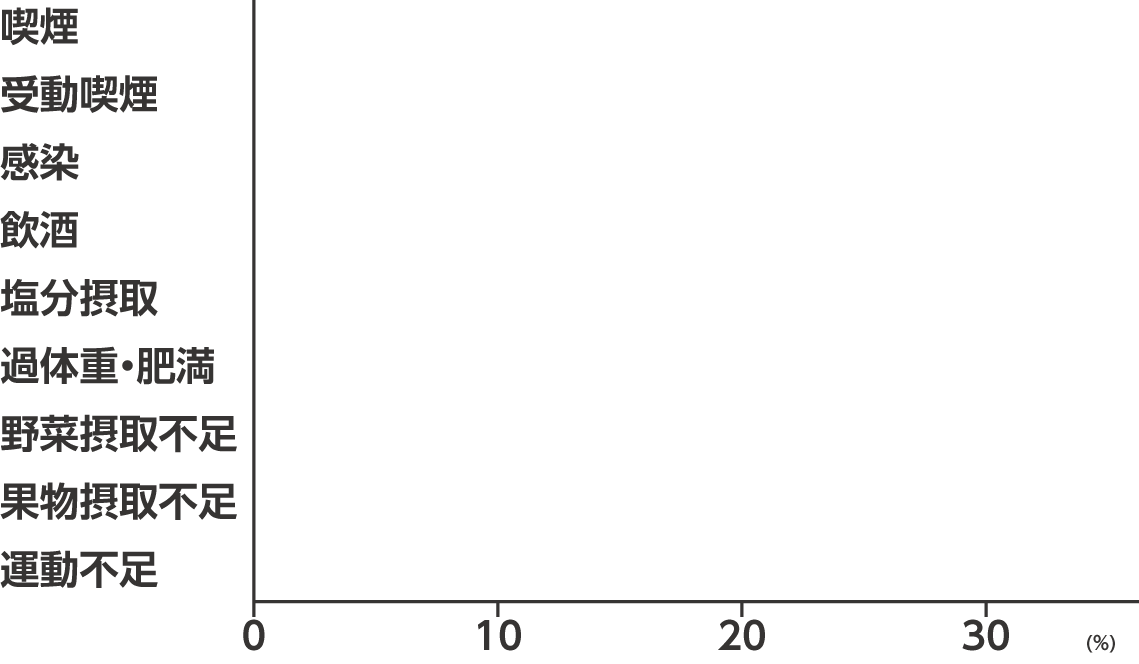 喫煙
受動喫煙
感染
飲酒
塩分摂取
過体重・肥満
野菜摂取不足
果物摂取不足
運動不足
0 10 20 30 (%)